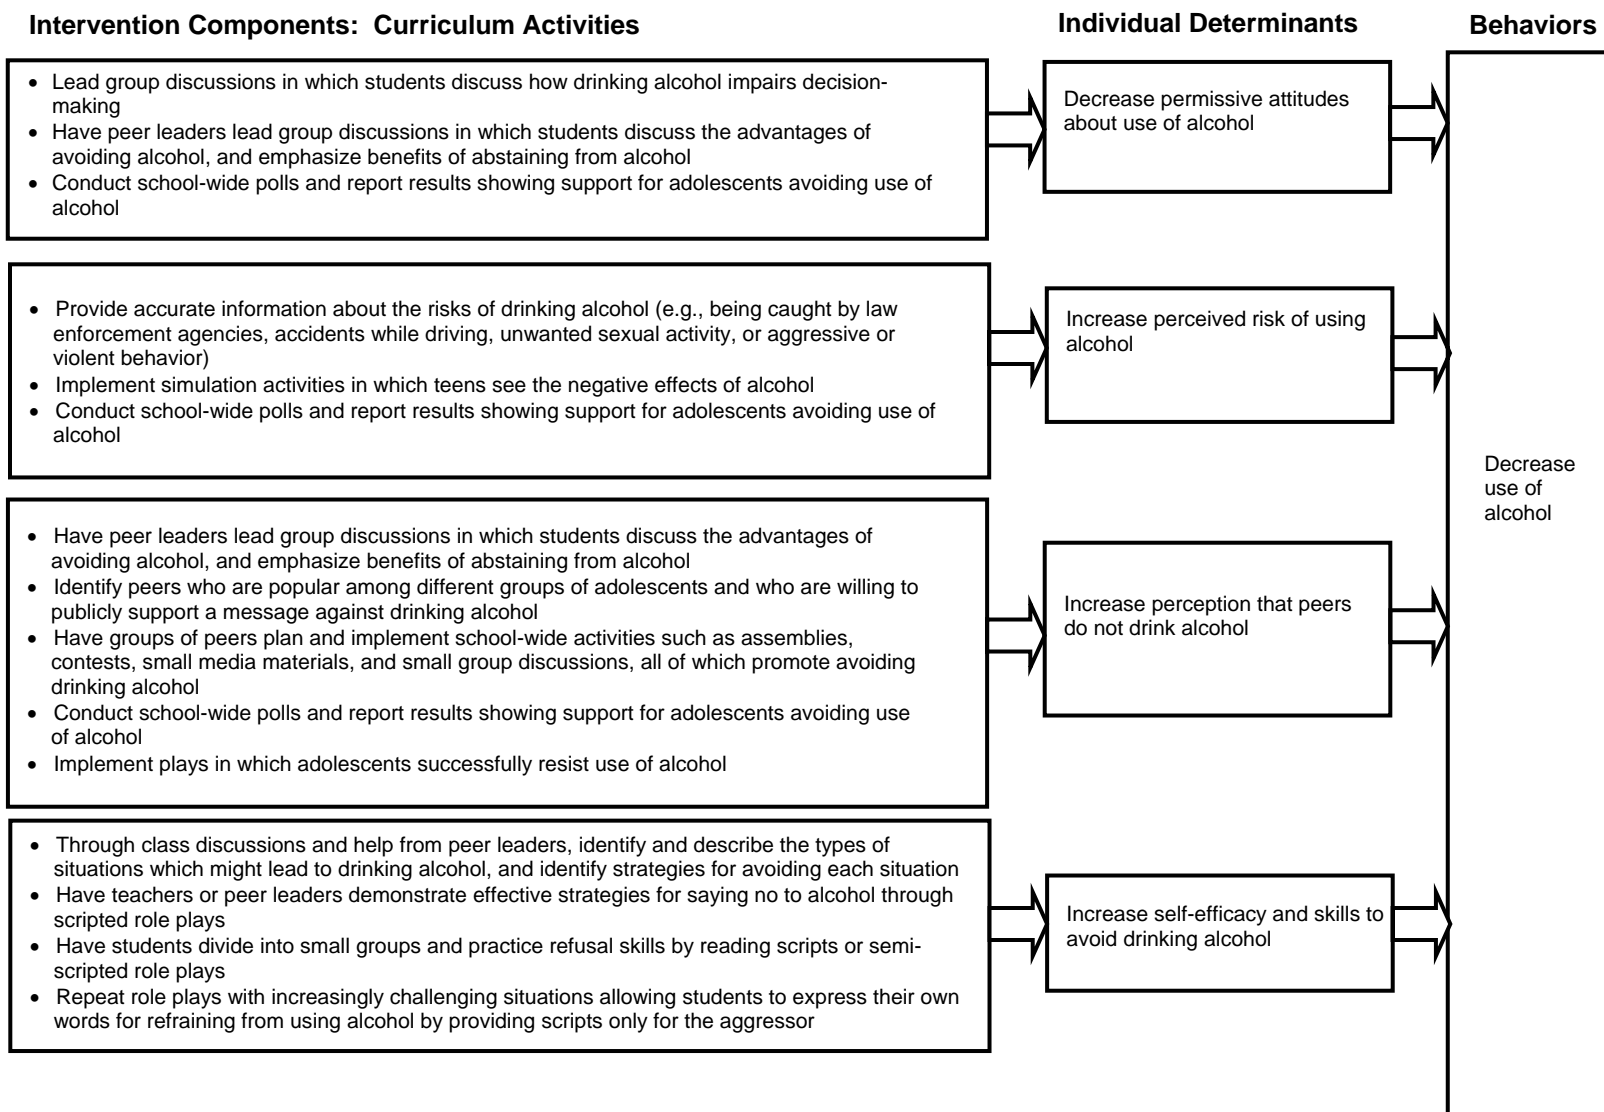 Intervention Components:  Curriculum Activities
Individual Determinants
Behaviors
• Lead group discussions in which students discuss how drinking alcohol impairs decision-
making
• Have peer leaders lead group discussions in which students discuss the advantages of
avoiding alcohol, and emphasize benefits of abstaining from alcohol
• Conduct school-wide polls and report results showing support for adolescents avoiding use of
alcohol
Decrease permissive attitudes
about use of alcohol
• Provide accurate information about the risks of drinking alcohol (e.g., being caught by law
enforcement agencies, accidents while driving, unwanted sexual activity, or aggressive or
violent behavior)
• Implement simulation activities in which teens see the negative effects of alcohol
• Conduct school-wide polls and report results showing support for adolescents avoiding use of
alcohol
Increase perceived risk of using
alcohol
• Have peer leaders lead group discussions in which students discuss the advantages of
avoiding alcohol, and emphasize benefits of abstaining from alcohol
• Identify peers who are popular among different groups of adolescents and who are willing to
publicly support a message against drinking alcohol
• Have groups of peers plan and implement school-wide activities such as assemblies,
contests, small media materials, and small group discussions, all of which promote avoiding
drinking alcohol
• Conduct school-wide polls and report results showing support for adolescents avoiding use
of alcohol
• Implement plays in which adolescents successfully resist use of alcohol
Increase perception that peers
do not drink alcohol
• Through class discussions and help from peer leaders, identify and describe the types of
situations which might lead to drinking alcohol, and identify strategies for avoiding each situation
• Have teachers or peer leaders demonstrate effective strategies for saying no to alcohol through
scripted role plays
• Have students divide into small groups and practice refusal skills by reading scripts or semi-
scripted role plays
• Repeat role plays with increasingly challenging situations allowing students to express their own
words for refraining from using alcohol by providing scripts only for the aggressor
Increase self-efficacy and skills to
avoid drinking alcohol
Decrease
use of
alcohol